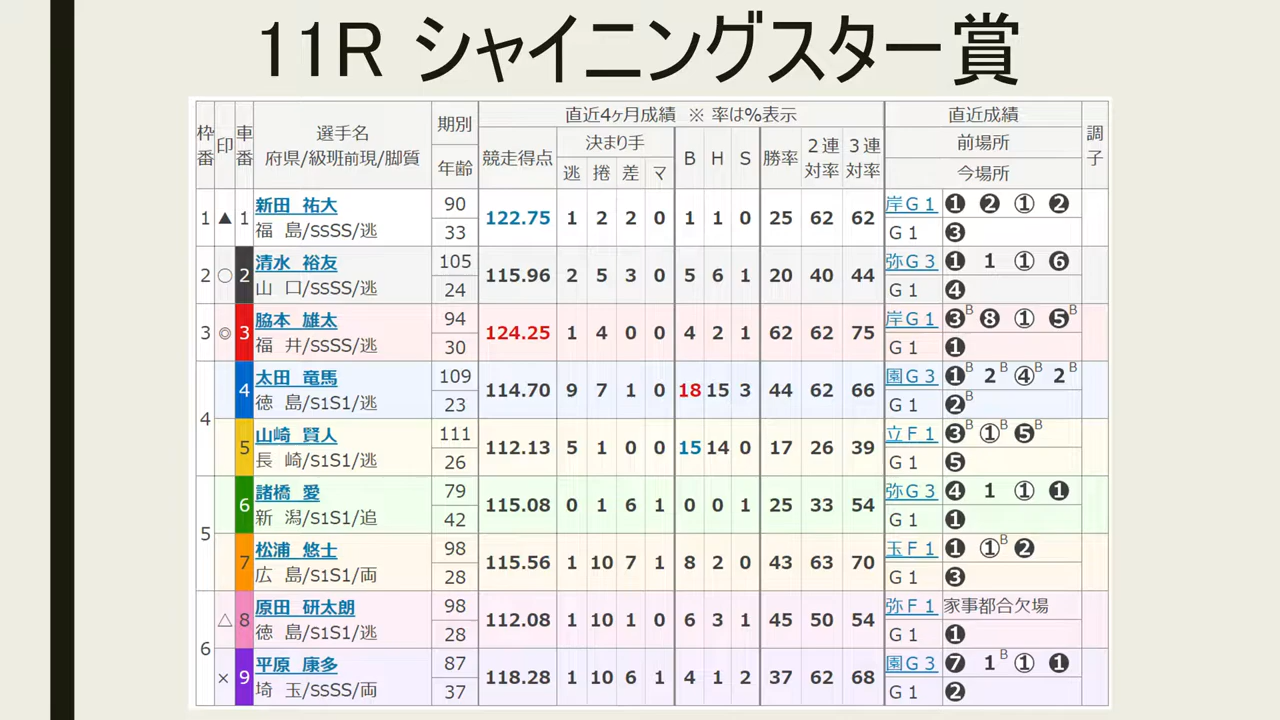 11R シャイニングスター賞
枠番 印 車番 選手名 府県/級班前現/脚質 期別 年齢 直近4ヶ月成績 ※ 率は%表示 直近成績 調子
競走得点 決まり手 B H S 勝率 2連対率 3連対率 前場所 今場所
逃 捲 差 マ
1 ▲ 1 新田 祐大 90 122.75 1 2 2 0 1 1 0 25 62 62 岸G1 ❶ ❷ ① ❷
福 島/SSSS/逃 33 G1 ❸
2 ○ 2 清水 裕友 105 115.96 2 5 3 0 5 6 1 20 40 44 弥G3 ❶ 1 ① ❻
山 口/SSSS/逃 24 G1 ❹
3 ◎ 3 脇本 雄太 94 124.25 1 4 0 0 4 2 1 62 62 75 岸G1 ❸B ❽ ① ❺B
福 井/SSSS/逃 30 G1 ❶
4 4 太田 竜馬 109 114.70 9 7 1 0 18 15 3 44 62 66 園G3 ❶B 2B ④B 2B
徳 島/S1S1/逃 23 G1 ❷B
5 山崎 賢人 111 112.13 5 1 0 0 15 14 0 17 26 39 立F1 ❸B ①B ❺B
長 崎/S1S1/逃 26 G1 ❺
5 6 諸橋 愛 79 115.08 0 1 6 1 0 0 1 25 33 54 弥G3 ❹ 1 ① ❶
新 潟/S1S1/追 42 G1 ❶
7 松浦 悠士 98 115.56 1 10 7 1 8 2 0 43 63 70 玉F1 ❶ ①B ❷
広 島/S1S1/両 28 G1 ❸
6 △ 8 原田 研太朗 98 112.08 1 10 1 0 6 3 1 45 50 54 弥F1 家事都合欠場
徳 島/S1S1/逃 28 G1 ❶
× 9 平原 康多 87 118.28 1 10 6 1 4 1 2 37 62 68 園G3 ❼ 1B ① ❶
埼 玉/SSSS/両 37 G1 ❷